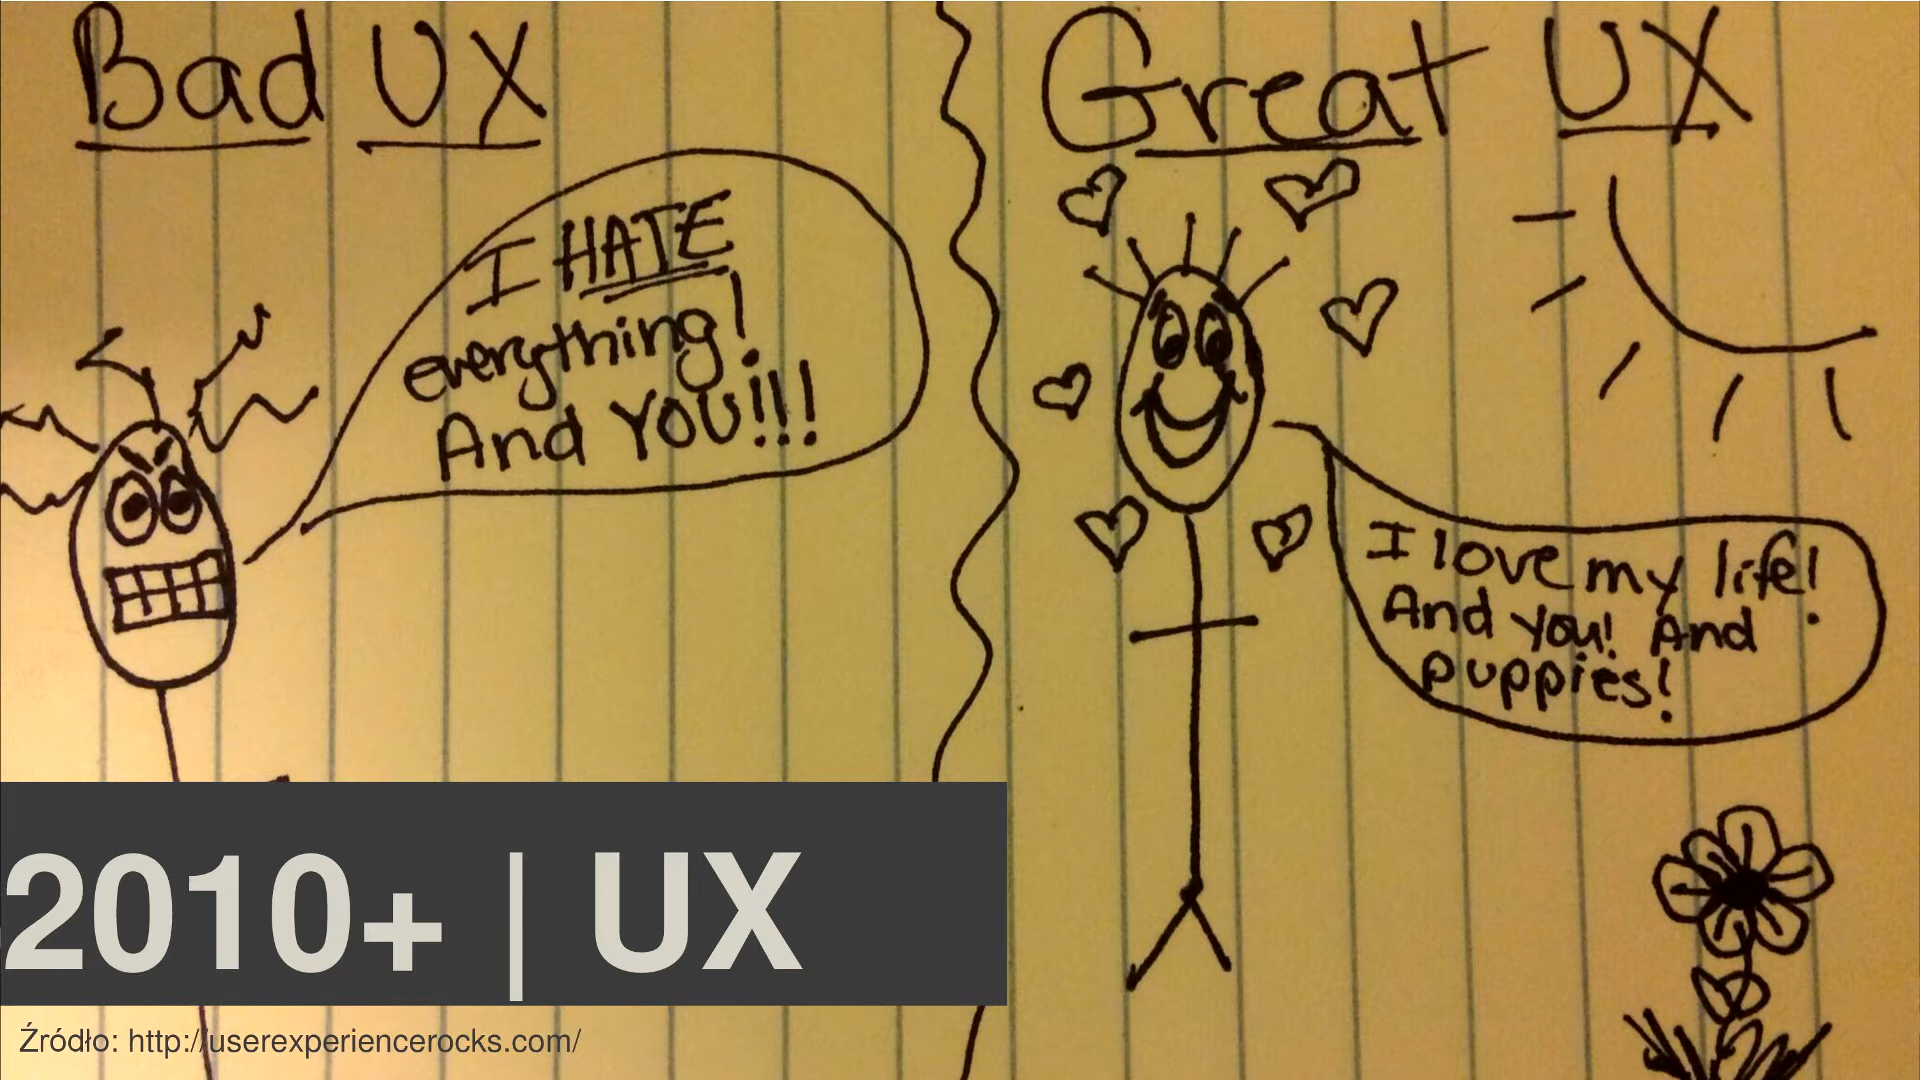 Bad UX
I HATE
everything!
And YOU!!!
Great UX
I love my life!
And you! And
puppies!
2010+ | UX
Źródło: http://userexperiencerocks.com/